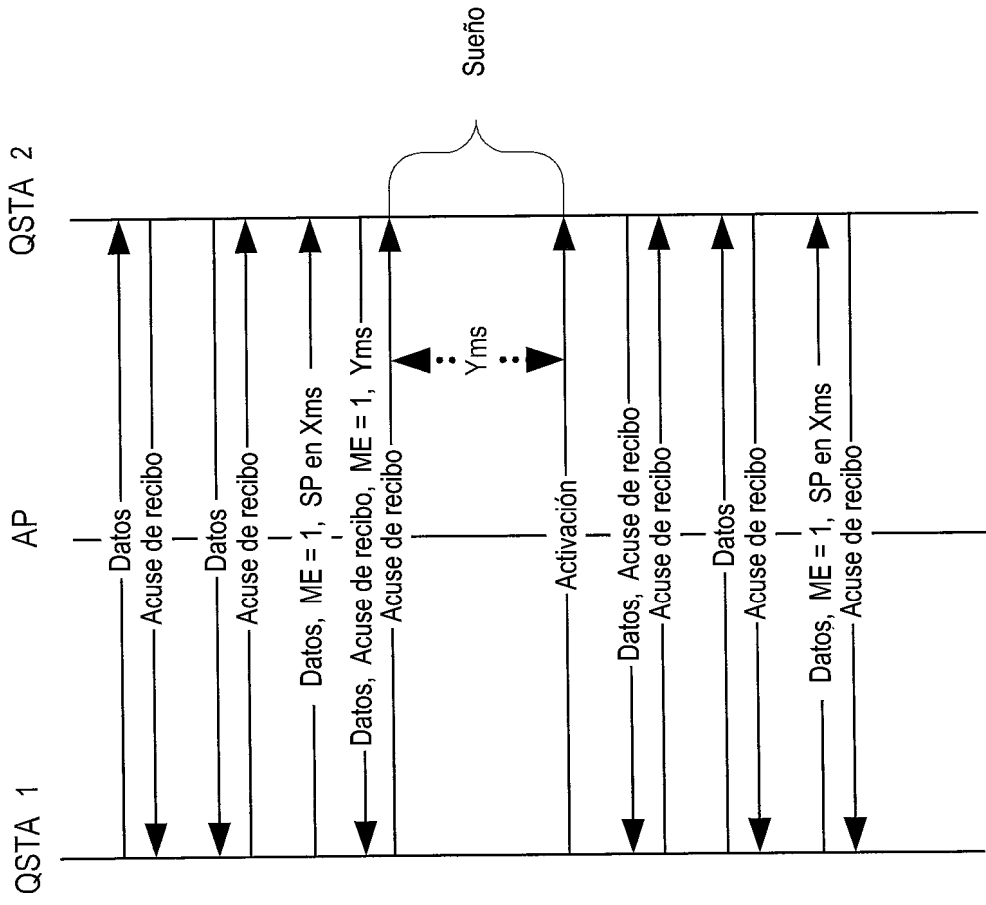 QSTA 1
AP
QSTA 2
Datos
Acuse de recibo
Datos
Acuse de recibo
Datos, ME = 1, SP en Xms
Datos, Acuse de recibo, ME = 1, Yms
Acuse de recibo
Yms
Sueño
Activación
Datos, Acuse de recibo
Acuse de recibo
Datos
Acuse de recibo
Datos, ME = 1, SP en Xms
Acuse de recibo